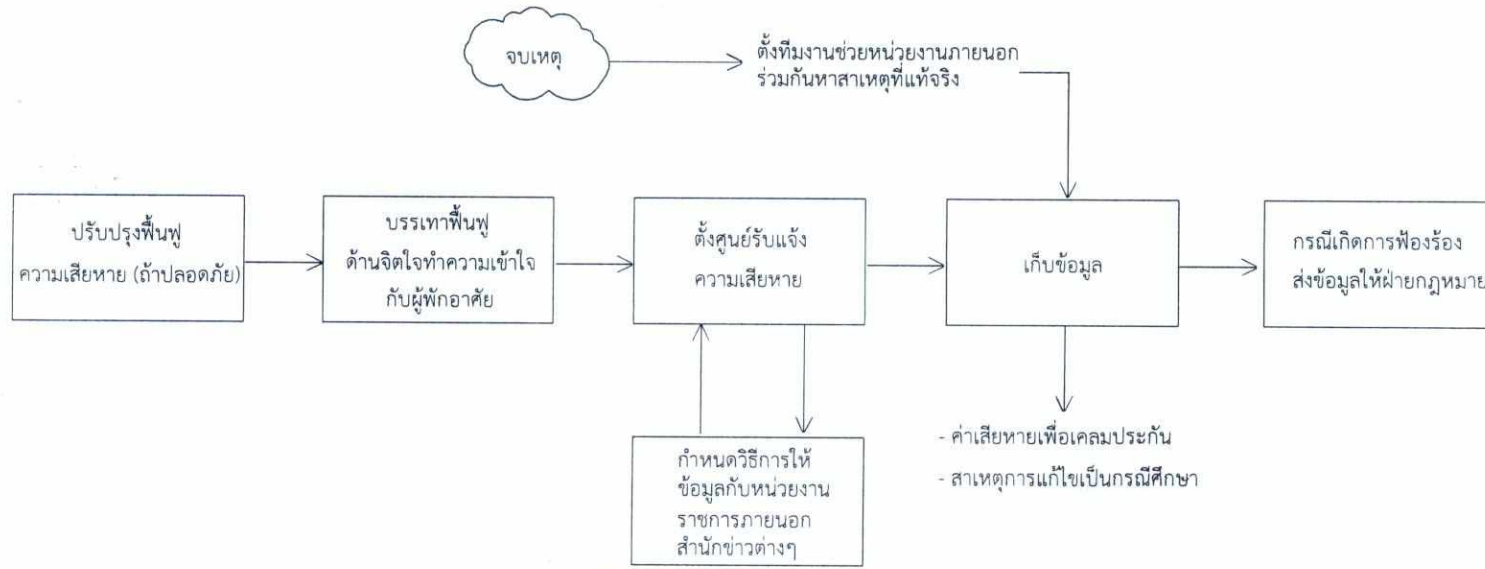 จบเหตุ
ตั้งทีมงานช่วยหน่วยงานภายนอก
ร่วมกันหาสาเหตุที่แท้จริง
ปรับปรุงฟื้นฟู
ความเสียหาย (ถ้าปลอดภัย)
บรรเทาฟื้นฟู
ด้านจิตใจทำความเข้าใจ
กับผู้พักอาศัย
ตั้งศูนย์รับแจ้ง
ความเสียหาย
เก็บข้อมูล
กรณีเกิดการฟ้องร้อง
ส่งข้อมูลให้ฝ่ายกฎหมาย
กำหนดวิธีการให้
ข้อมูลกับหน่วยงาน
ราชการภายนอก
สำนักข่าวต่างๆ
- ค่าเสียหายเพื่อเคลมประกัน
- สาเหตุการแก้ไขเป็นกรณีศึกษา